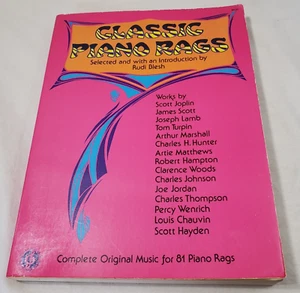 CLASSIC
PIANO RAGS
Selected and with an Introduction by
Rudi Blesh
Works by
Scott Joplin
James Scott
Joseph Lamb
Tom Turpin
Arthur Marshall
Charles H. Hunter
Artie Matthews
Robert Hampton
Clarence Woods
Charles Johnson
Joe Jordan
Charles Thompson
Percy Wenrich
Louis Chauvin
Scott Hayden
Complete Original Music for 81 Piano Rags